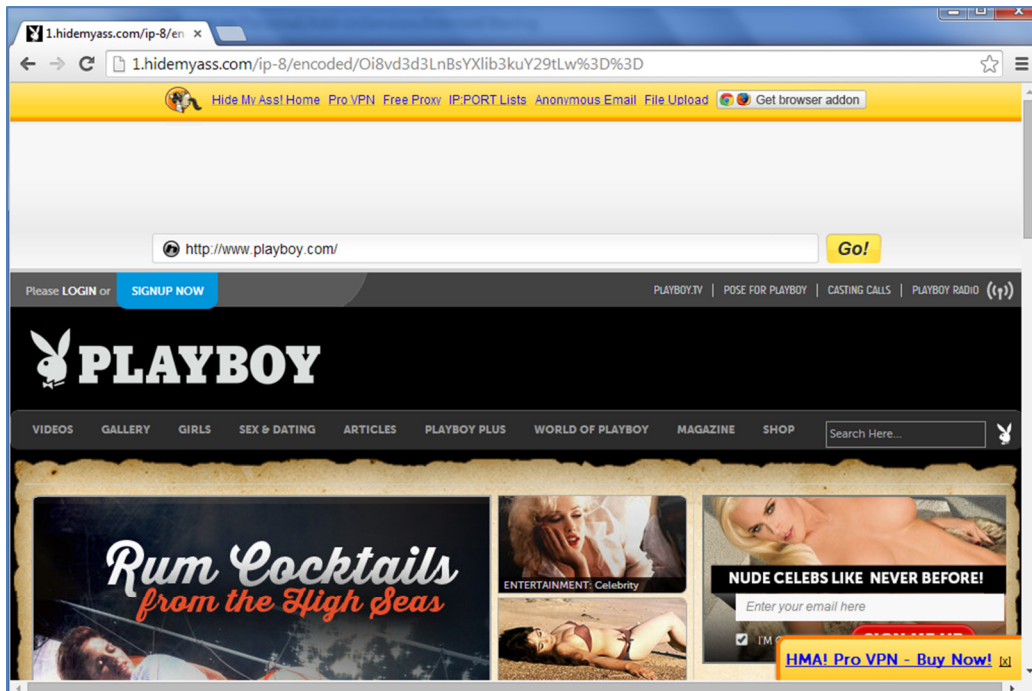 1.hidemyass.com/ip-8/en ×
1.hidemyass.com/ip-8/encoded/Oi8vd3d3LnBsYXlib3kuY29tLw%3D%3D
Hide My Ass! Home Pro VPN Free Proxy IP:PORT Lists Anonymous Email File Upload Get browser addon
http://www.playboy.com/ Go!
Please LOGIN or SIGNUP NOW PLAYBOY.TV | POSE FOR PLAYBOY | CASTING CALLS | PLAYBOY RADIO
PLAYBOY
VIDEOS GALLERY GIRLS SEX & DATING ARTICLES PLAYBOY PLUS WORLD OF PLAYBOY MAGAZINE SHOP Search Here...
Rum Cocktails
from the High Seas
ENTERTAINMENT: Celebrity
NUDE CELEBS LIKE NEVER BEFORE!
Enter your email here
I'M
HMA! Pro VPN - Buy Now! [x]